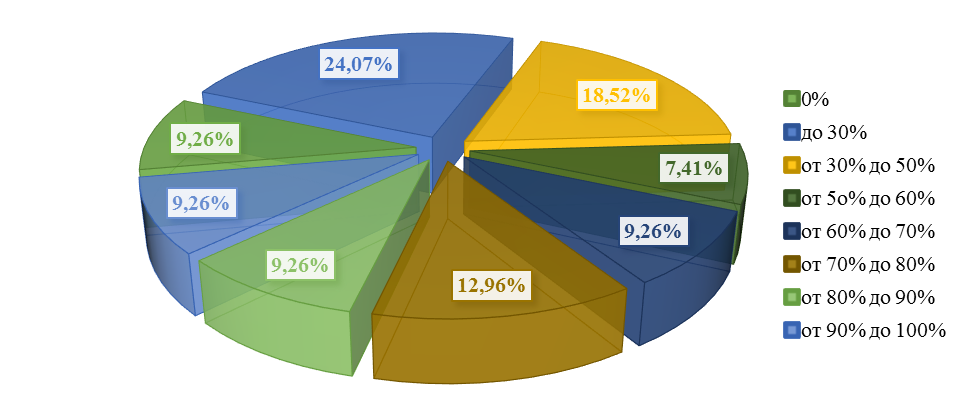 24,07%
18,52%
9,26%
7,41%
9,26%
9,26%
9,26%
12,96%
0%
до 30%
от 30% до 50%
от 5о% до 60%
от 60% до 70%
от 70% до 80%
от 80% до 90%
от 90% до 100%